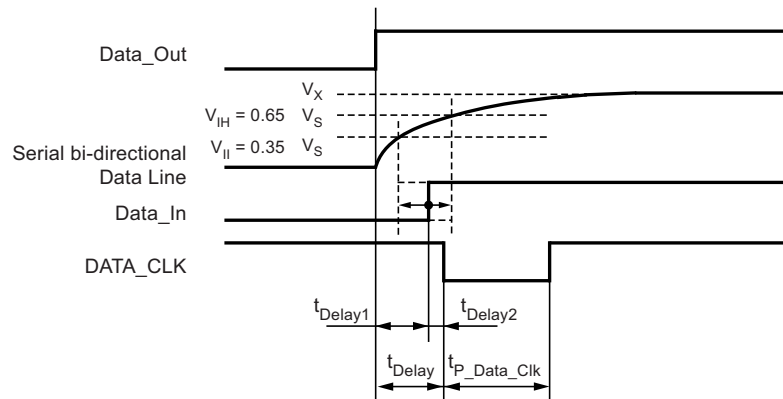 Data_Out
V_X
V_IH = 0.65 V_S
V_Il = 0.35 V_S
Serial bi-directional
Data Line
Data_In
DATA_CLK
t_Delay1 t_Delay2
t_Delay t_P_Data_Clk